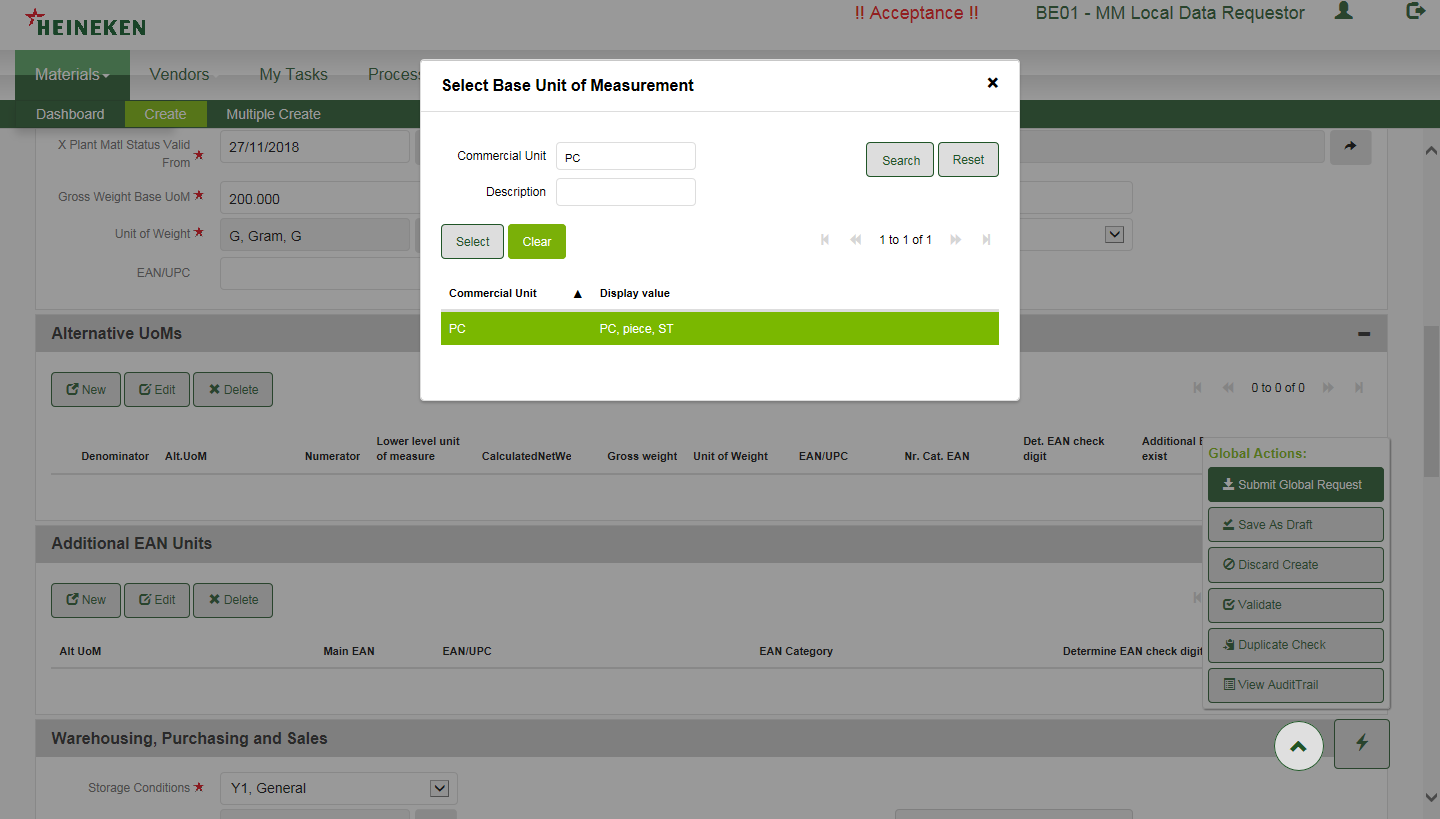 HEINEKEN
!! Acceptance !!
BE01 - MM Local Data Requestor
Materials
Vendors
My Tasks
Proces
Dashboard
Create
Multiple Create
Select Base Unit of Measurement
Commercial Unit
PC
Search
Reset
Description
Select
Clear
1 to 1 of 1
Commercial Unit
Display value
PC
PC, piece, ST
X Plant Matl Status Valid
From
27/11/2018
Gross Weight Base UoM
200.000
Unit of Weight
G, Gram, G
EAN/UPC
Alternative UoMs
New
Edit
Delete
0 to 0 of 0
Denominator
Alt.UoM
Numerator
Lower level unit
of measure
CalculatedNetWe
Gross weight
Unit of Weight
EAN/UPC
Nr. Cat. EAN
Det. EAN check
digit
Additional E
exist
Global Actions:
Submit Global Request
Save As Draft
Discard Create
Validate
Duplicate Check
View AuditTrail
Additional EAN Units
New
Edit
Delete
Alt UoM
Main EAN
EAN/UPC
EAN Category
Determine EAN check digit
Warehousing, Purchasing and Sales
Storage Conditions
Y1, General